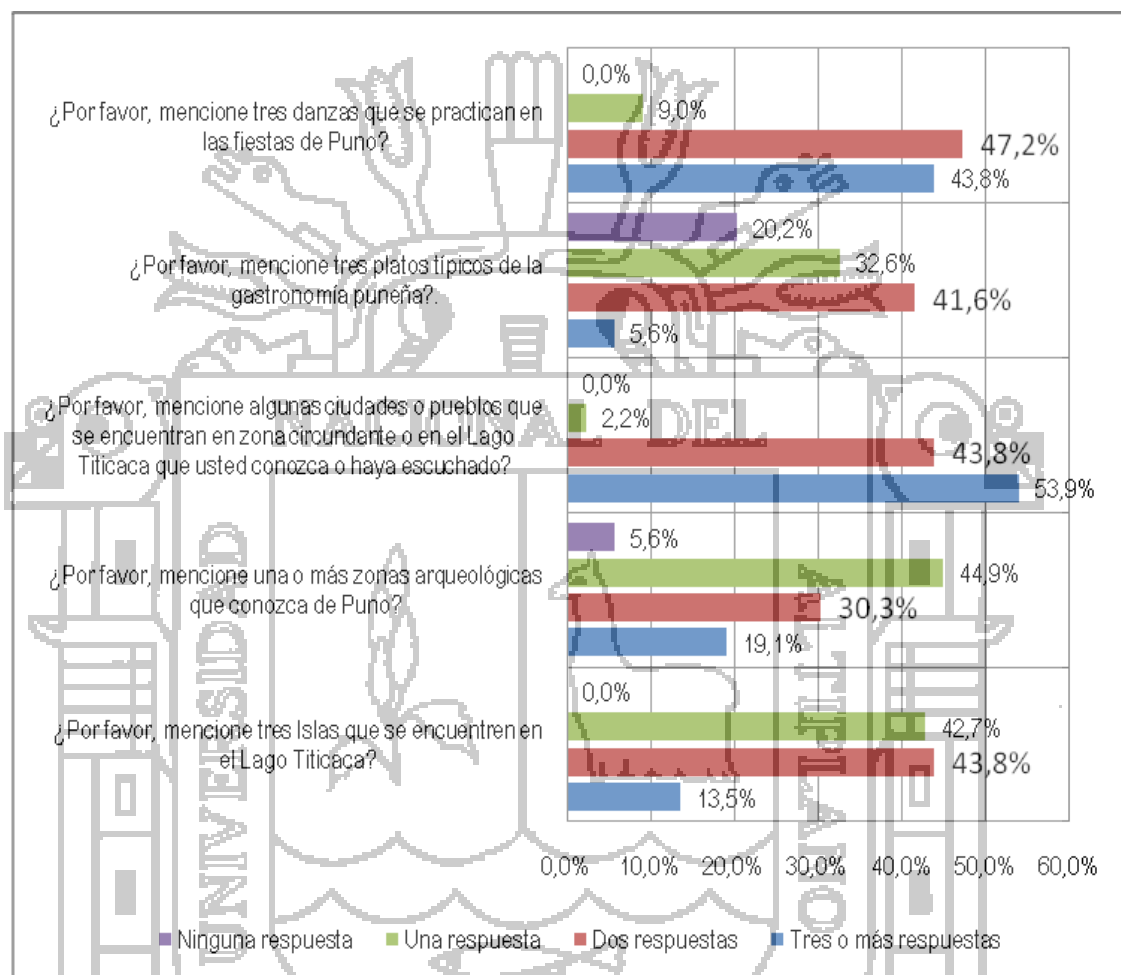 0,0%
¿Por favor, mencione tres danzas que se practican en
las fiestas de Puno?
9,0%
47,2%
43,8%
20,2%
¿Por favor, mencione tres platos típicos de la
gastronomía puneña?.
32,6%
41,6%
5,6%
0,0%
¿Por favor, mencione algunas ciudades o pueblos que
se encuentran en zona circundante o en el Lago
Titicaca que usted conozca o haya escuchado?
2,2%
43,8%
53,9%
5,6%
¿Por favor, mencione una o más zonas arqueológicas
que conozca de Puno?
44,9%
30,3%
19,1%
0,0%
¿Por favor, mencione tres Islas que se encuentren en
el Lago Titicaca?
42,7%
43,8%
13,5%
0,0% 10,0% 20,0% 30,0% 40,0% 50,0% 60,0%
Ninguna respuesta Una respuesta Dos respuestas Tres o más respuestas
UNIVERSIDAD
NACIONAL DEL
ALTIPLANO